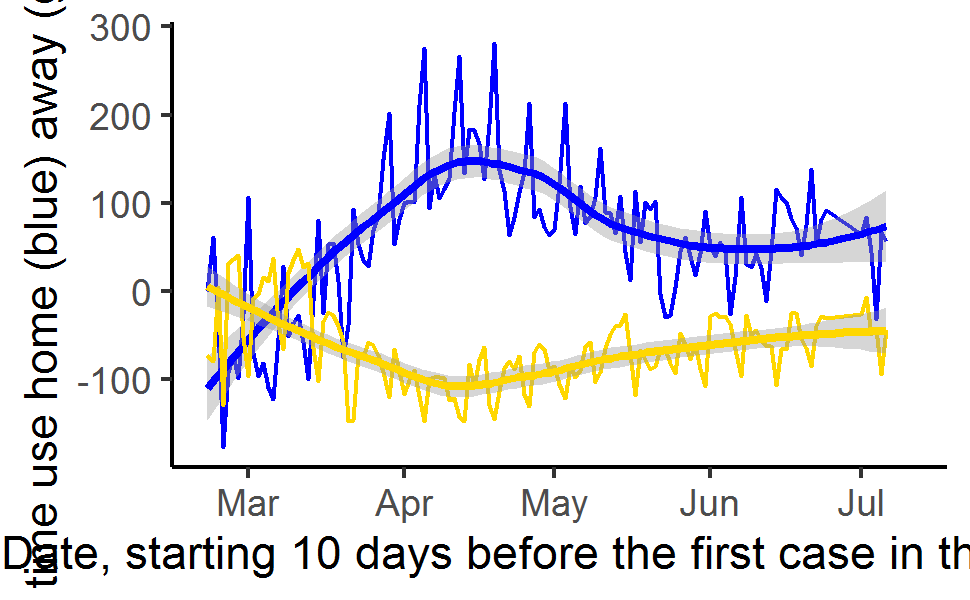 time use home (blue) away (
300
200
100
0
-100
Mar
Apr
May
Jun
Jul
Date, starting 10 days before the first case in th